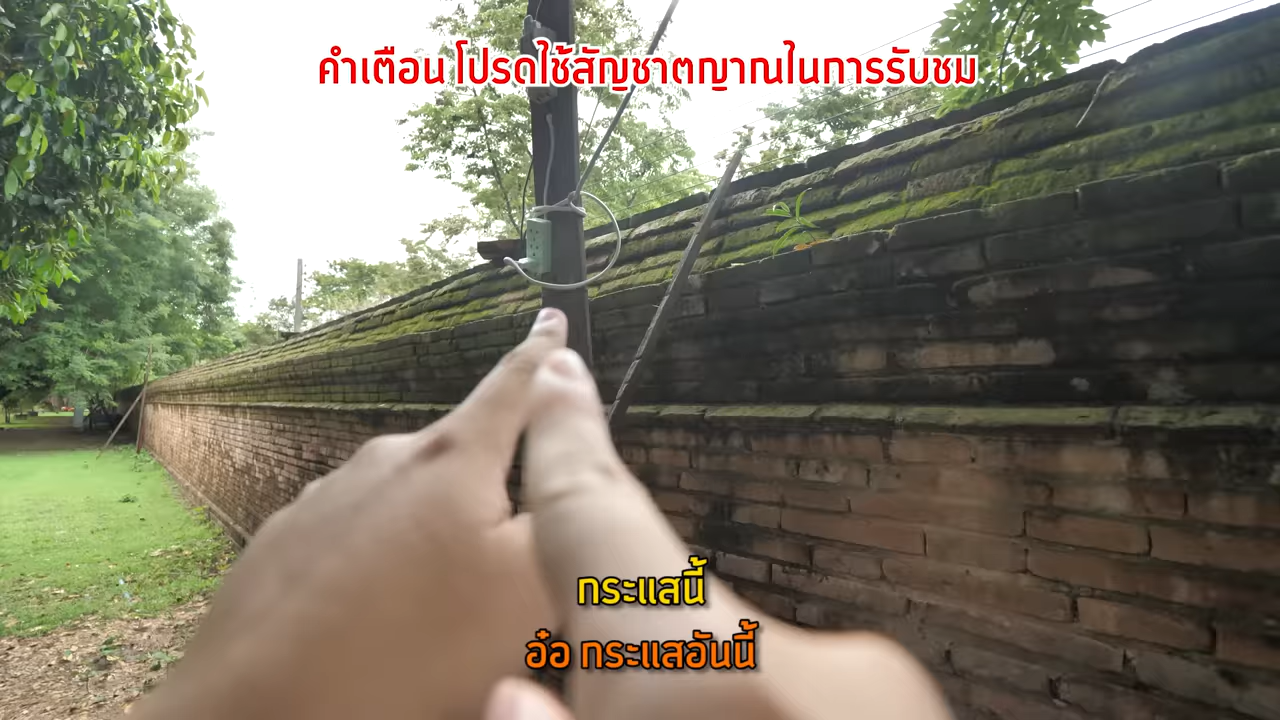 คำเตือน โปรดใช้สัญชาตญาณในการรับชม
กระแสนี้
อ๋อ กระแสอันนี้